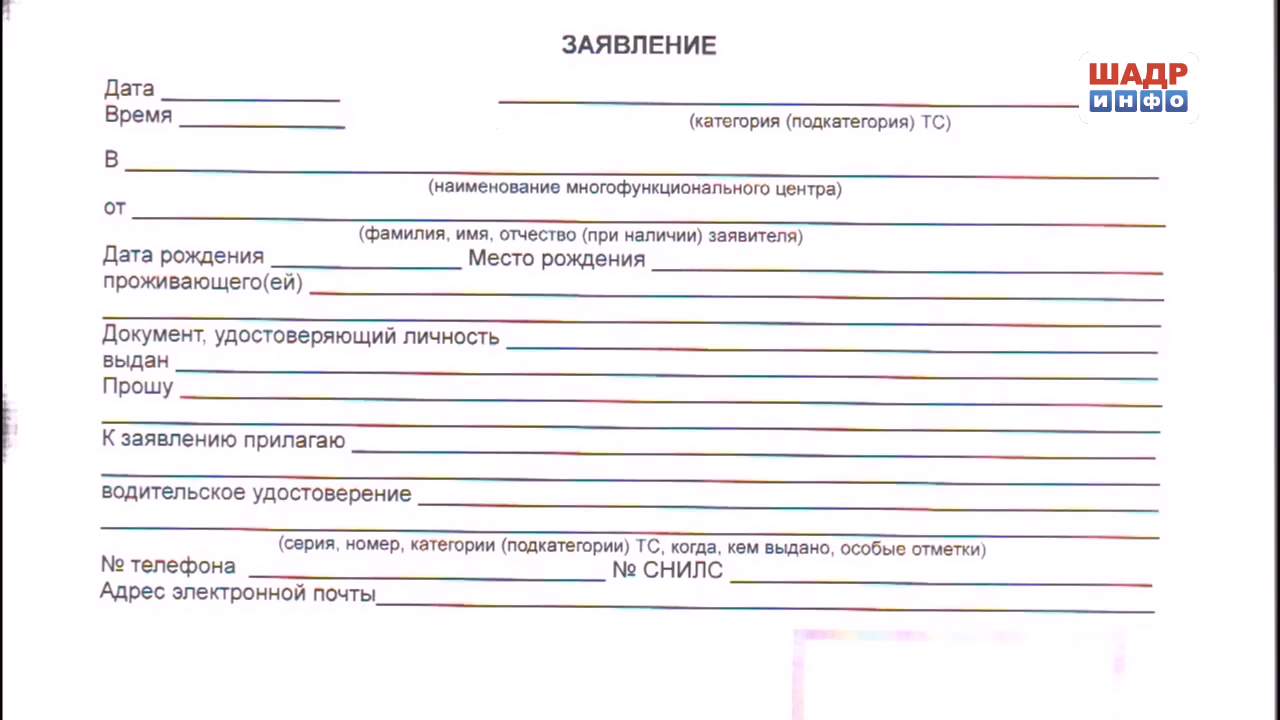 ЗАЯВЛЕНИЕ
ШАДР
инфо
Дата
Время
(категория (подкатегория) ТС)
В
(наименование многофункционального центра)
от
(фамилия, имя, отчество (при наличии) заявителя)
Дата рождения Место рождения
проживающего(ей)
Документ, удостоверяющий личность
выдан
Прошу
К заявлению прилагаю
водительское удостоверение
(серия, номер, категории (подкатегории) ТС, когда, кем выдано, особые отметки)
№ телефона № СНИЛС
Адрес электронной почты